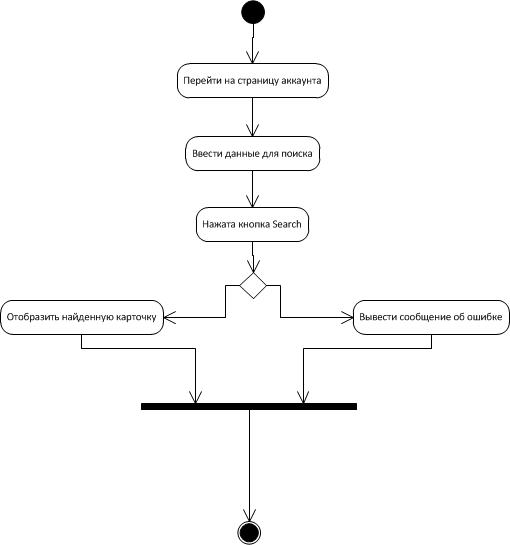 Перейти на страницу аккаунта
Ввести данные для поиска
Нажата кнопка Search
Отобразить найденную карточку
Вывести сообщение об ошибке